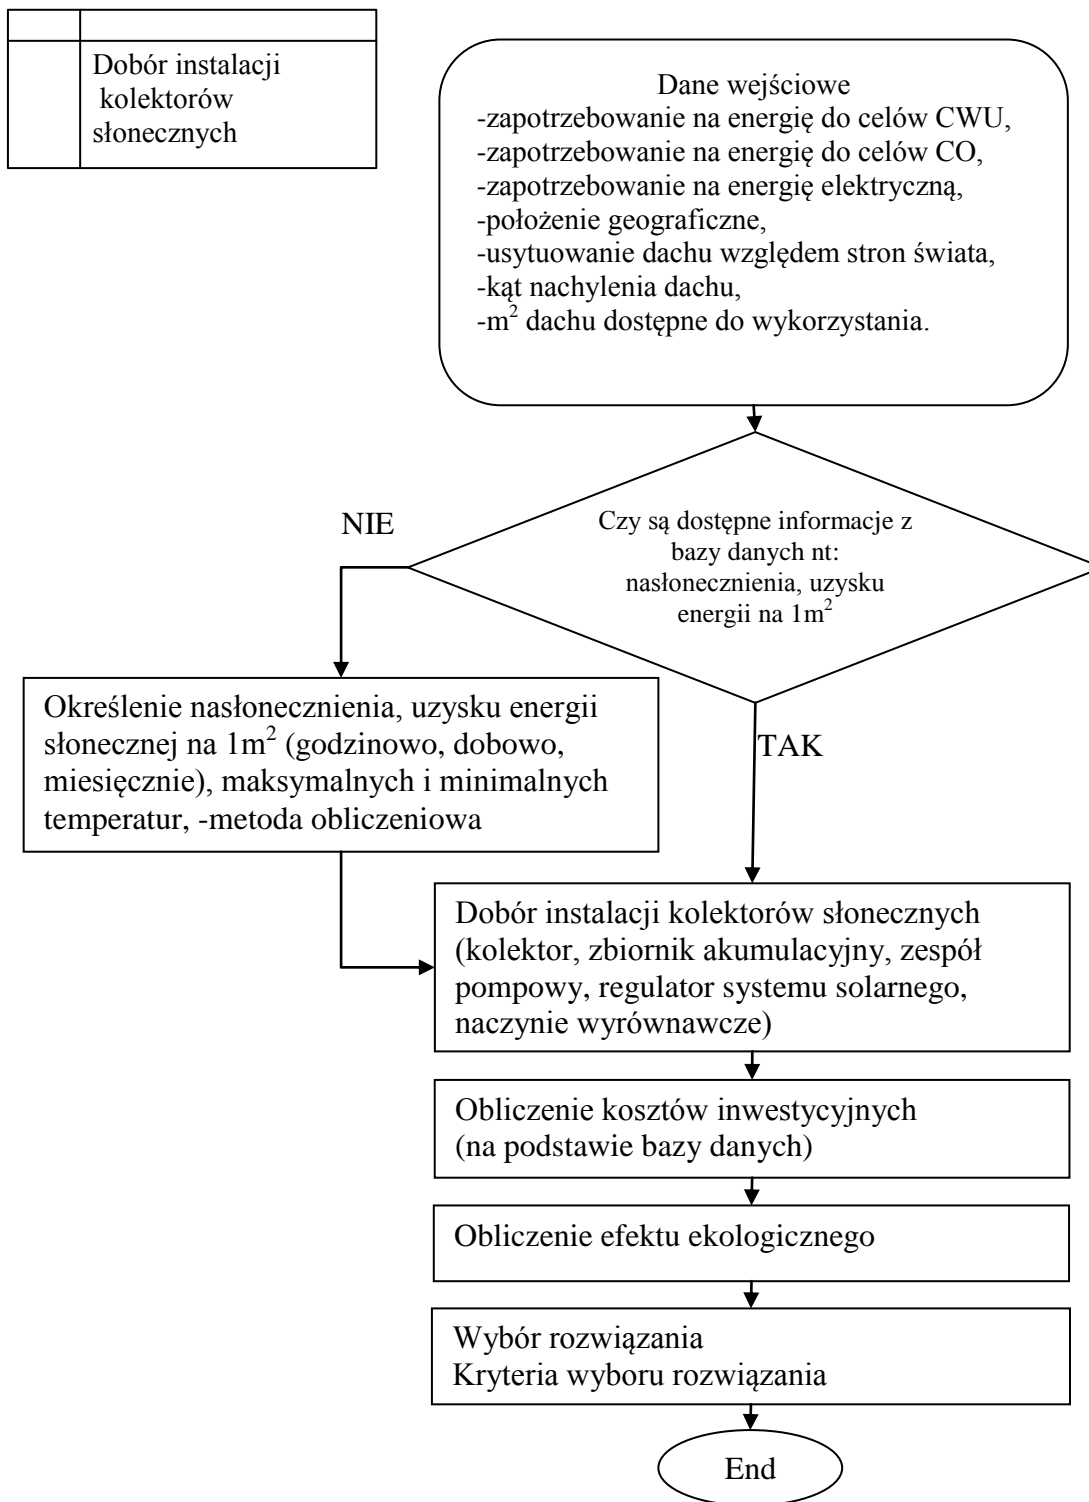 Dobór instalacji
kolektorów
słonecznych
Dane wejściowe
-zapotrzebowanie na energię do celów CWU,
-zapotrzebowanie na energię do celów CO,
-zapotrzebowanie na energię elektryczną,
-położenie geograficzne,
-usytuowanie dachu względem stron świata,
-kąt nachylenia dachu,
-m² dachu dostępne do wykorzystania.
Czy są dostępne informacje z
bazy danych nt:
nasłonecznienia, uzysku
energii na 1m²
NIE
TAK
Określenie nasłonecznienia, uzysku energii
słonecznej na 1m² (godzinowo, dobowo,
miesięcznie), maksymalnych i minimalnych
temperatur, -metoda obliczeniowa
Dobór instalacji kolektorów słonecznych
(kolektor, zbiornik akumulacyjny, zespół
pompowy, regulator systemu solarnego,
naczynie wyrównawcze)
Obliczenie kosztów inwestycyjnych
(na podstawie bazy danych)
Obliczenie efektu ekologicznego
Wybór rozwiązania
Kryteria wyboru rozwiązania
End